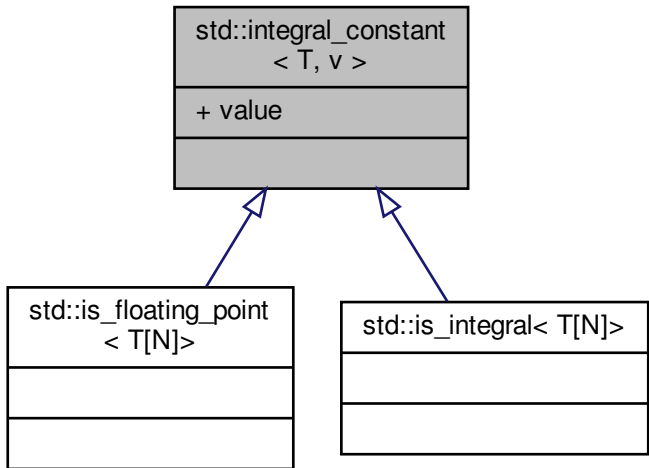 std::integral_constant
< T, v >
+ value
std::is_floating_point
< T[N]>
std::is_integral< T[N]>